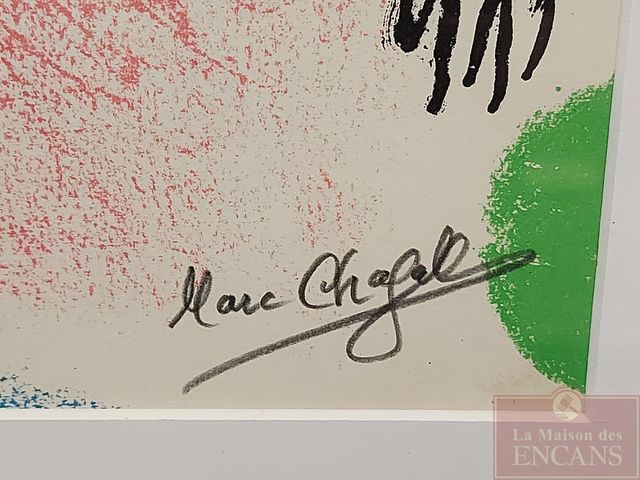 Marc Chagall
La Maison des
ENCANS